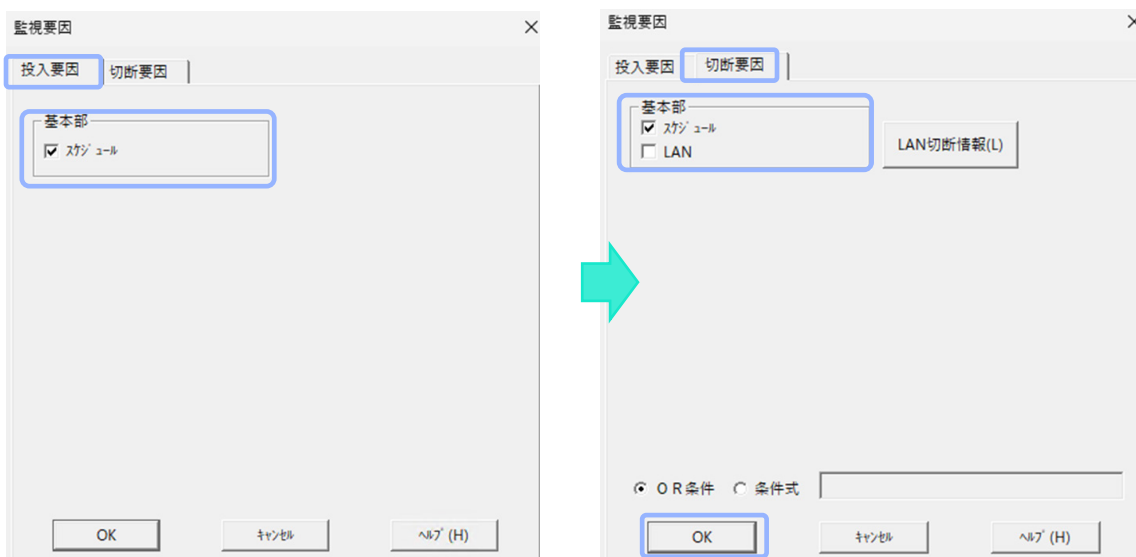 監視要因
投入要因 切断要因
基本部
ｽｹｼﾞｭｰﾙ
OK ｷｬﾝｾﾙ ﾍﾙﾌﾟ(H)
監視要因
投入要因 切断要因
基本部
ｽｹｼﾞｭｰﾙ
LAN
LAN切断情報(L)
ＯＲ条件 条件式
OK ｷｬﾝｾﾙ ﾍﾙﾌﾟ(H)